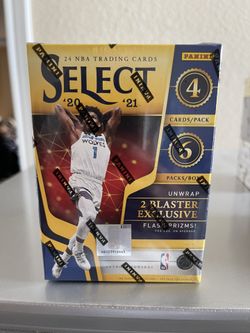 24 NBA TRADING CARDS
PANINI
SELECT
'20 '21
4
CARDS/PACK
6
PACKS/BOX
WOLVES
1
UNWRAP
2 BLASTER
EXCLUSIVE
FLASH PRIZMS!
NBA